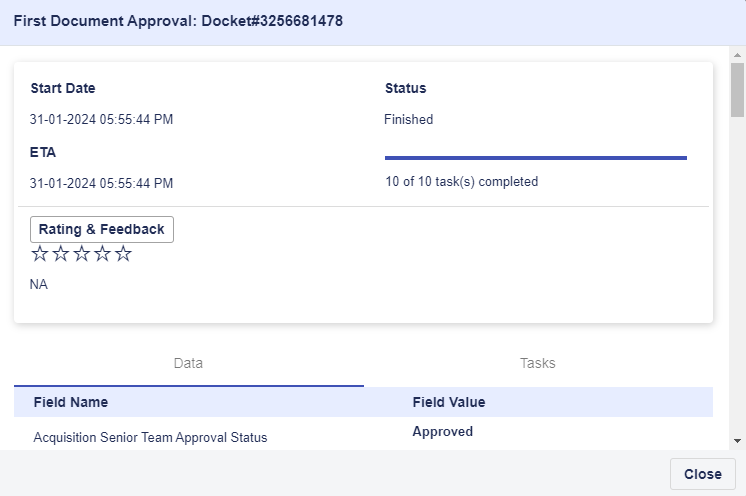 First Document Approval: Docket#3256681478
Start Date
Status
31-01-2024 05:55:44 PM
Finished
ETA
31-01-2024 05:55:44 PM
10 of 10 task(s) completed
Rating & Feedback
NA
Data
Tasks
Field Name
Field Value
Acquisition Senior Team Approval Status
Approved
Close